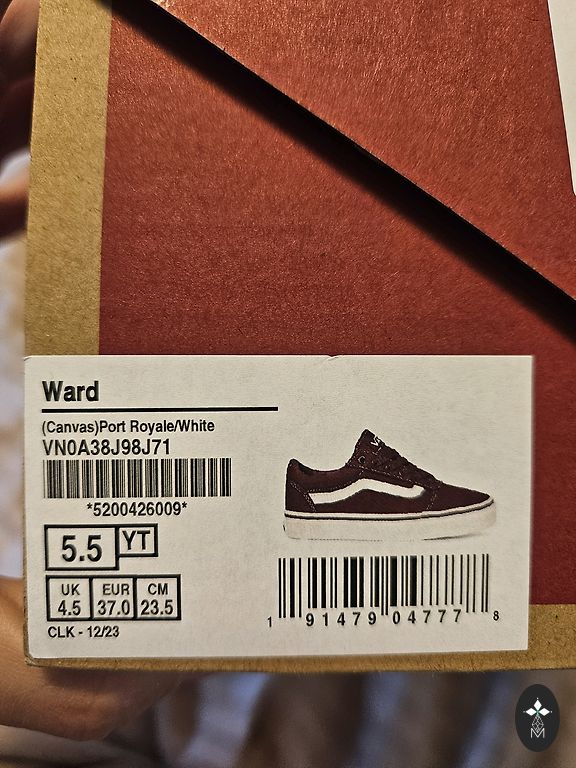 Ward
(Canvas)Port Royale/White
VN0A38J98J71
*5200426009*
5.5 YT
UK EUR CM
4.5 37.0 23.5
CLK - 12/23
1 91479 04777 8
M